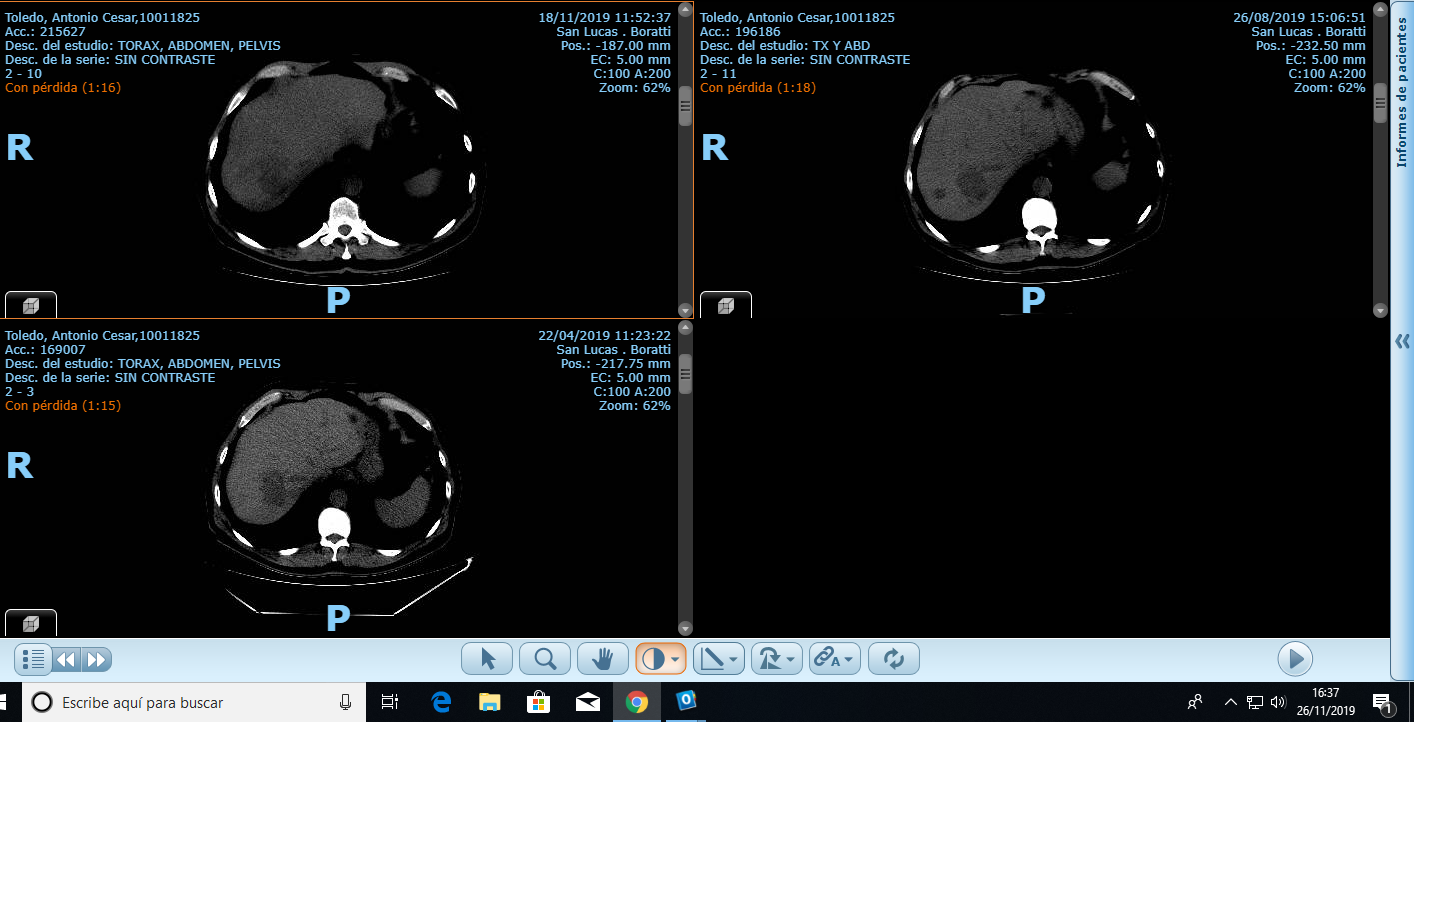 Toledo, Antonio Cesar,10011825
Acc.: 215627
Desc. del estudio: TORAX, ABDOMEN, PELVIS
Desc. de la serie: SIN CONTRASTE
2 - 10
Con pérdida (1:16)
18/11/2019 11:52:37
San Lucas . Boratti
Pos.: -187.00 mm
EC: 5.00 mm
C:100 A:200
Zoom: 62%
R
P
Toledo, Antonio Cesar,10011825
Acc.: 196186
Desc. del estudio: TX Y ABD
Desc. de la serie: SIN CONTRASTE
2 - 11
Con pérdida (1:18)
26/08/2019 15:06:51
San Lucas . Boratti
Pos.: -232.50 mm
EC: 5.00 mm
C:100 A:200
Zoom: 62%
R
P
Informes de pacientes
Toledo, Antonio Cesar,10011825
Acc.: 169007
Desc. del estudio: TORAX, ABDOMEN, PELVIS
Desc. de la serie: SIN CONTRASTE
2 - 3
Con pérdida (1:15)
22/04/2019 11:23:22
San Lucas . Boratti
Pos.: -217.75 mm
EC: 5.00 mm
C:100 A:200
Zoom: 62%
R
P
A
Escribe aquí para buscar
16:37
26/11/2019
1